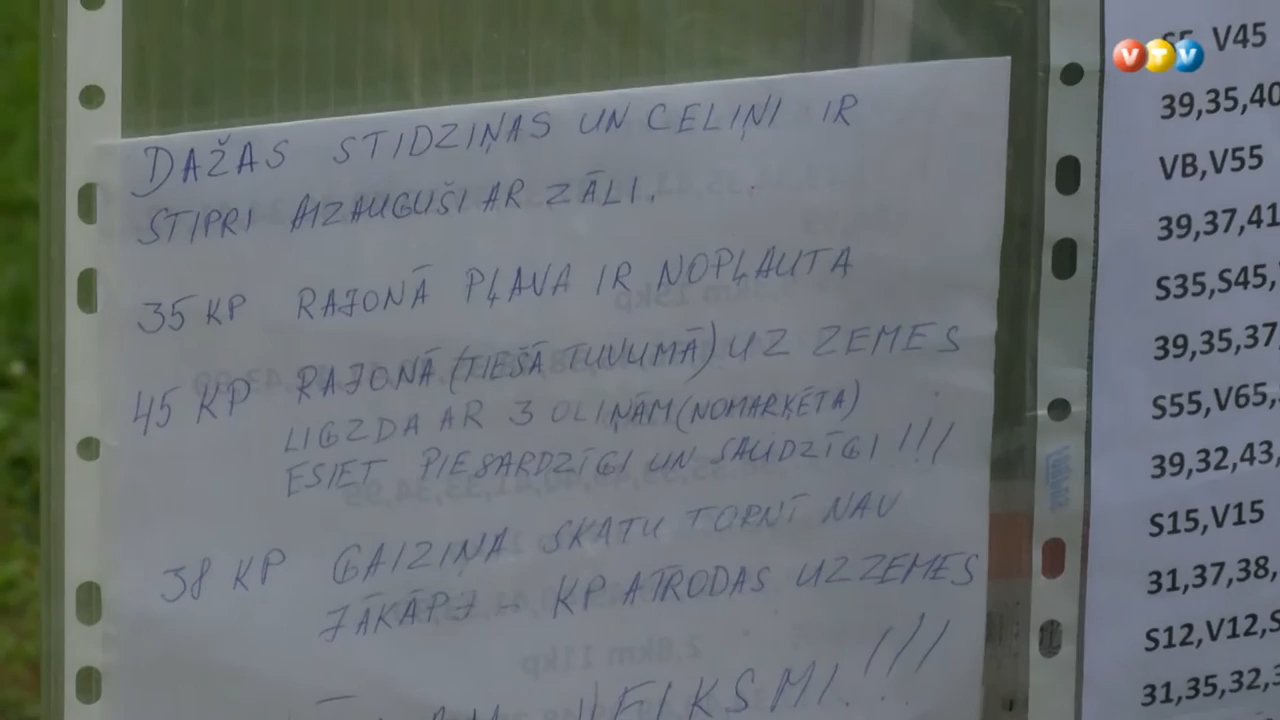 DAŽAS STIDZIŅAS UN CELIŅI IR
STIPRI AIZAUGUŠI AR ZĀLI.
35 KP RAJONĀ PĻAVA IR NOPĻAUTA
45 KP RAJONĀ (TIEŠĀ TUVUMĀ) UZ ZEMES
LIGZDA AR 3 OLIŅĀM (NOMARĶĒTA)
ESIET PIESARDZĪGI UN SAUDZĪGI!!!
38 KP GAIZIŅA SKATU TORNĪ NAV
JĀKĀPJ - KP ATRODAS UZ ZEMES
!!!
VEIKSMI
VTV
V45
39,35,40
VB,V55
39,37,41
S35,S45,
39,35,37,
S55,V65,
39,32,43,
S15,V15
31,37,38,
S12,V12,S
31,35,32,3